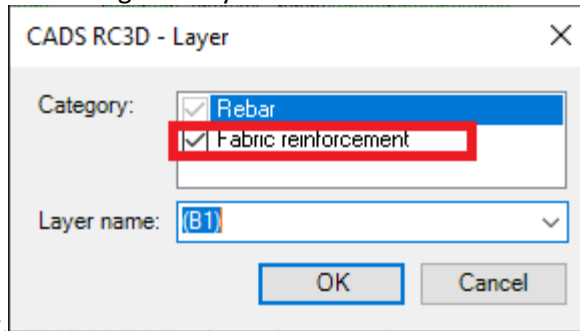 CADS RC3D - Layer
Category:
Rebar
Fabric reinforcement
Layer name: (B1)
OK Cancel